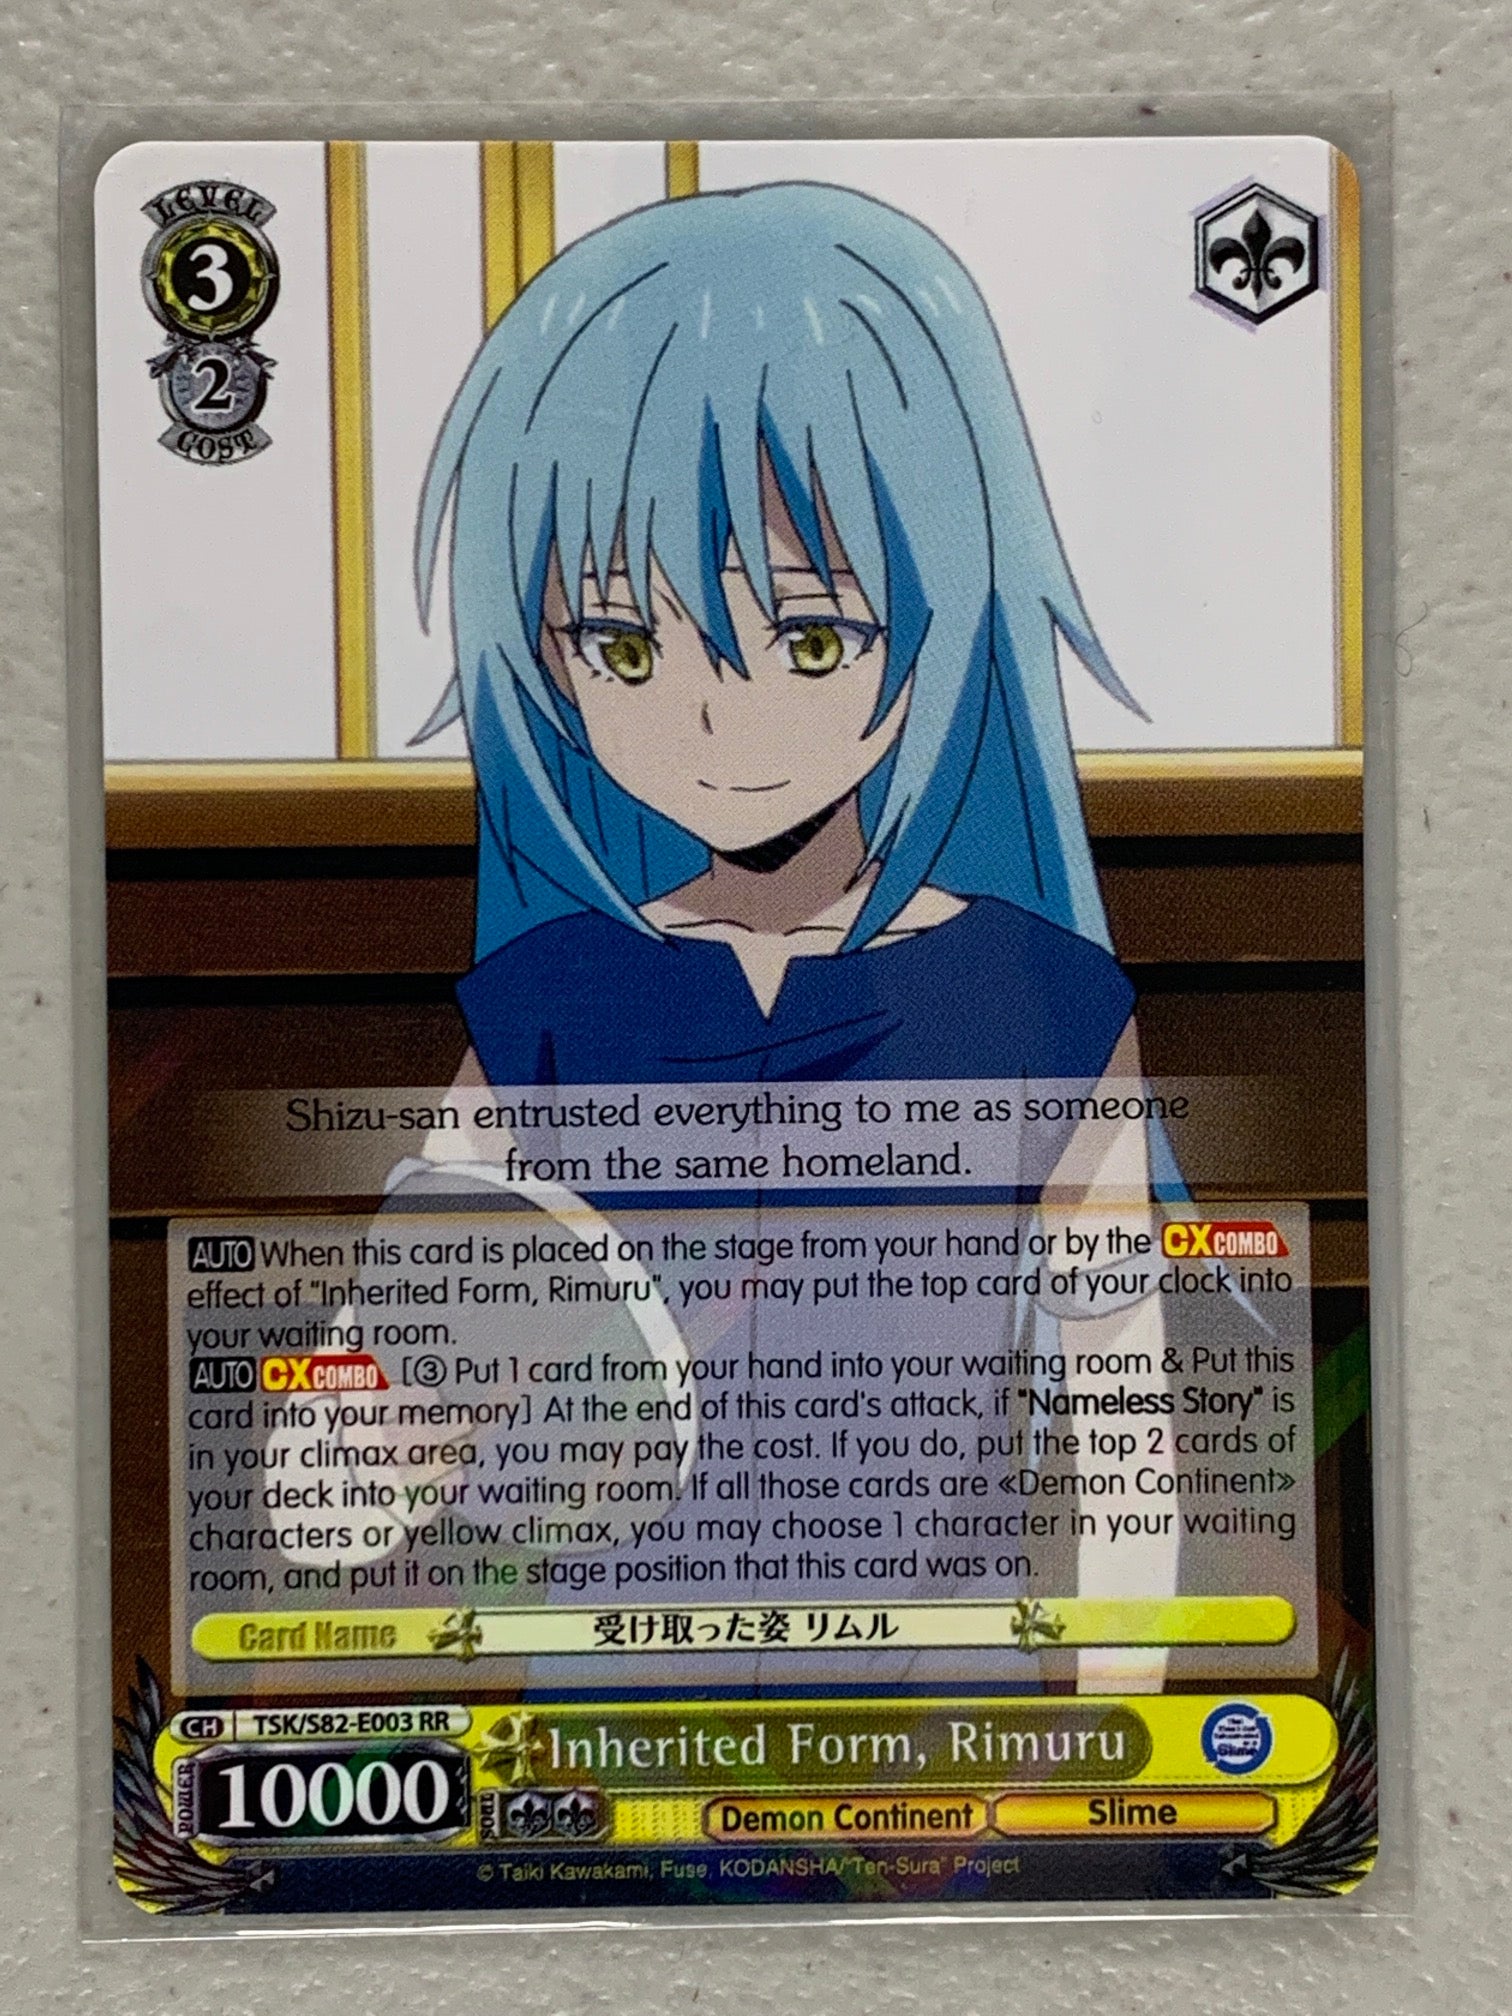 LEVEL
3
2
COST
Shizu-san entrusted everything to me as someone
from the same homeland.
AUTO When this card is placed on the stage from your hand or by the CX COMBO
effect of "Inherited Form, Rimuru", you may put the top card of your clock into
your waiting room.
AUTO CX COMBO [③ Put 1 card from your hand into your waiting room & Put this
card into your memory] At the end of this card's attack, if "Nameless Story" is
in your climax area, you may pay the cost. If you do, put the top 2 cards of
your deck into your waiting room. If all those cards are «Demon Continent»
characters or yellow climax, you may choose 1 character in your waiting
room, and put it on the stage position that this card was on.
Card Name 受け取った姿 リムル
CH TSK/S82-E003 RR
Inherited Form, Rimuru
POWER 10000 SOUL
Demon Continent Slime
© Taiki Kawakami, Fuse, KODANSHA/"Ten-Sura" Project